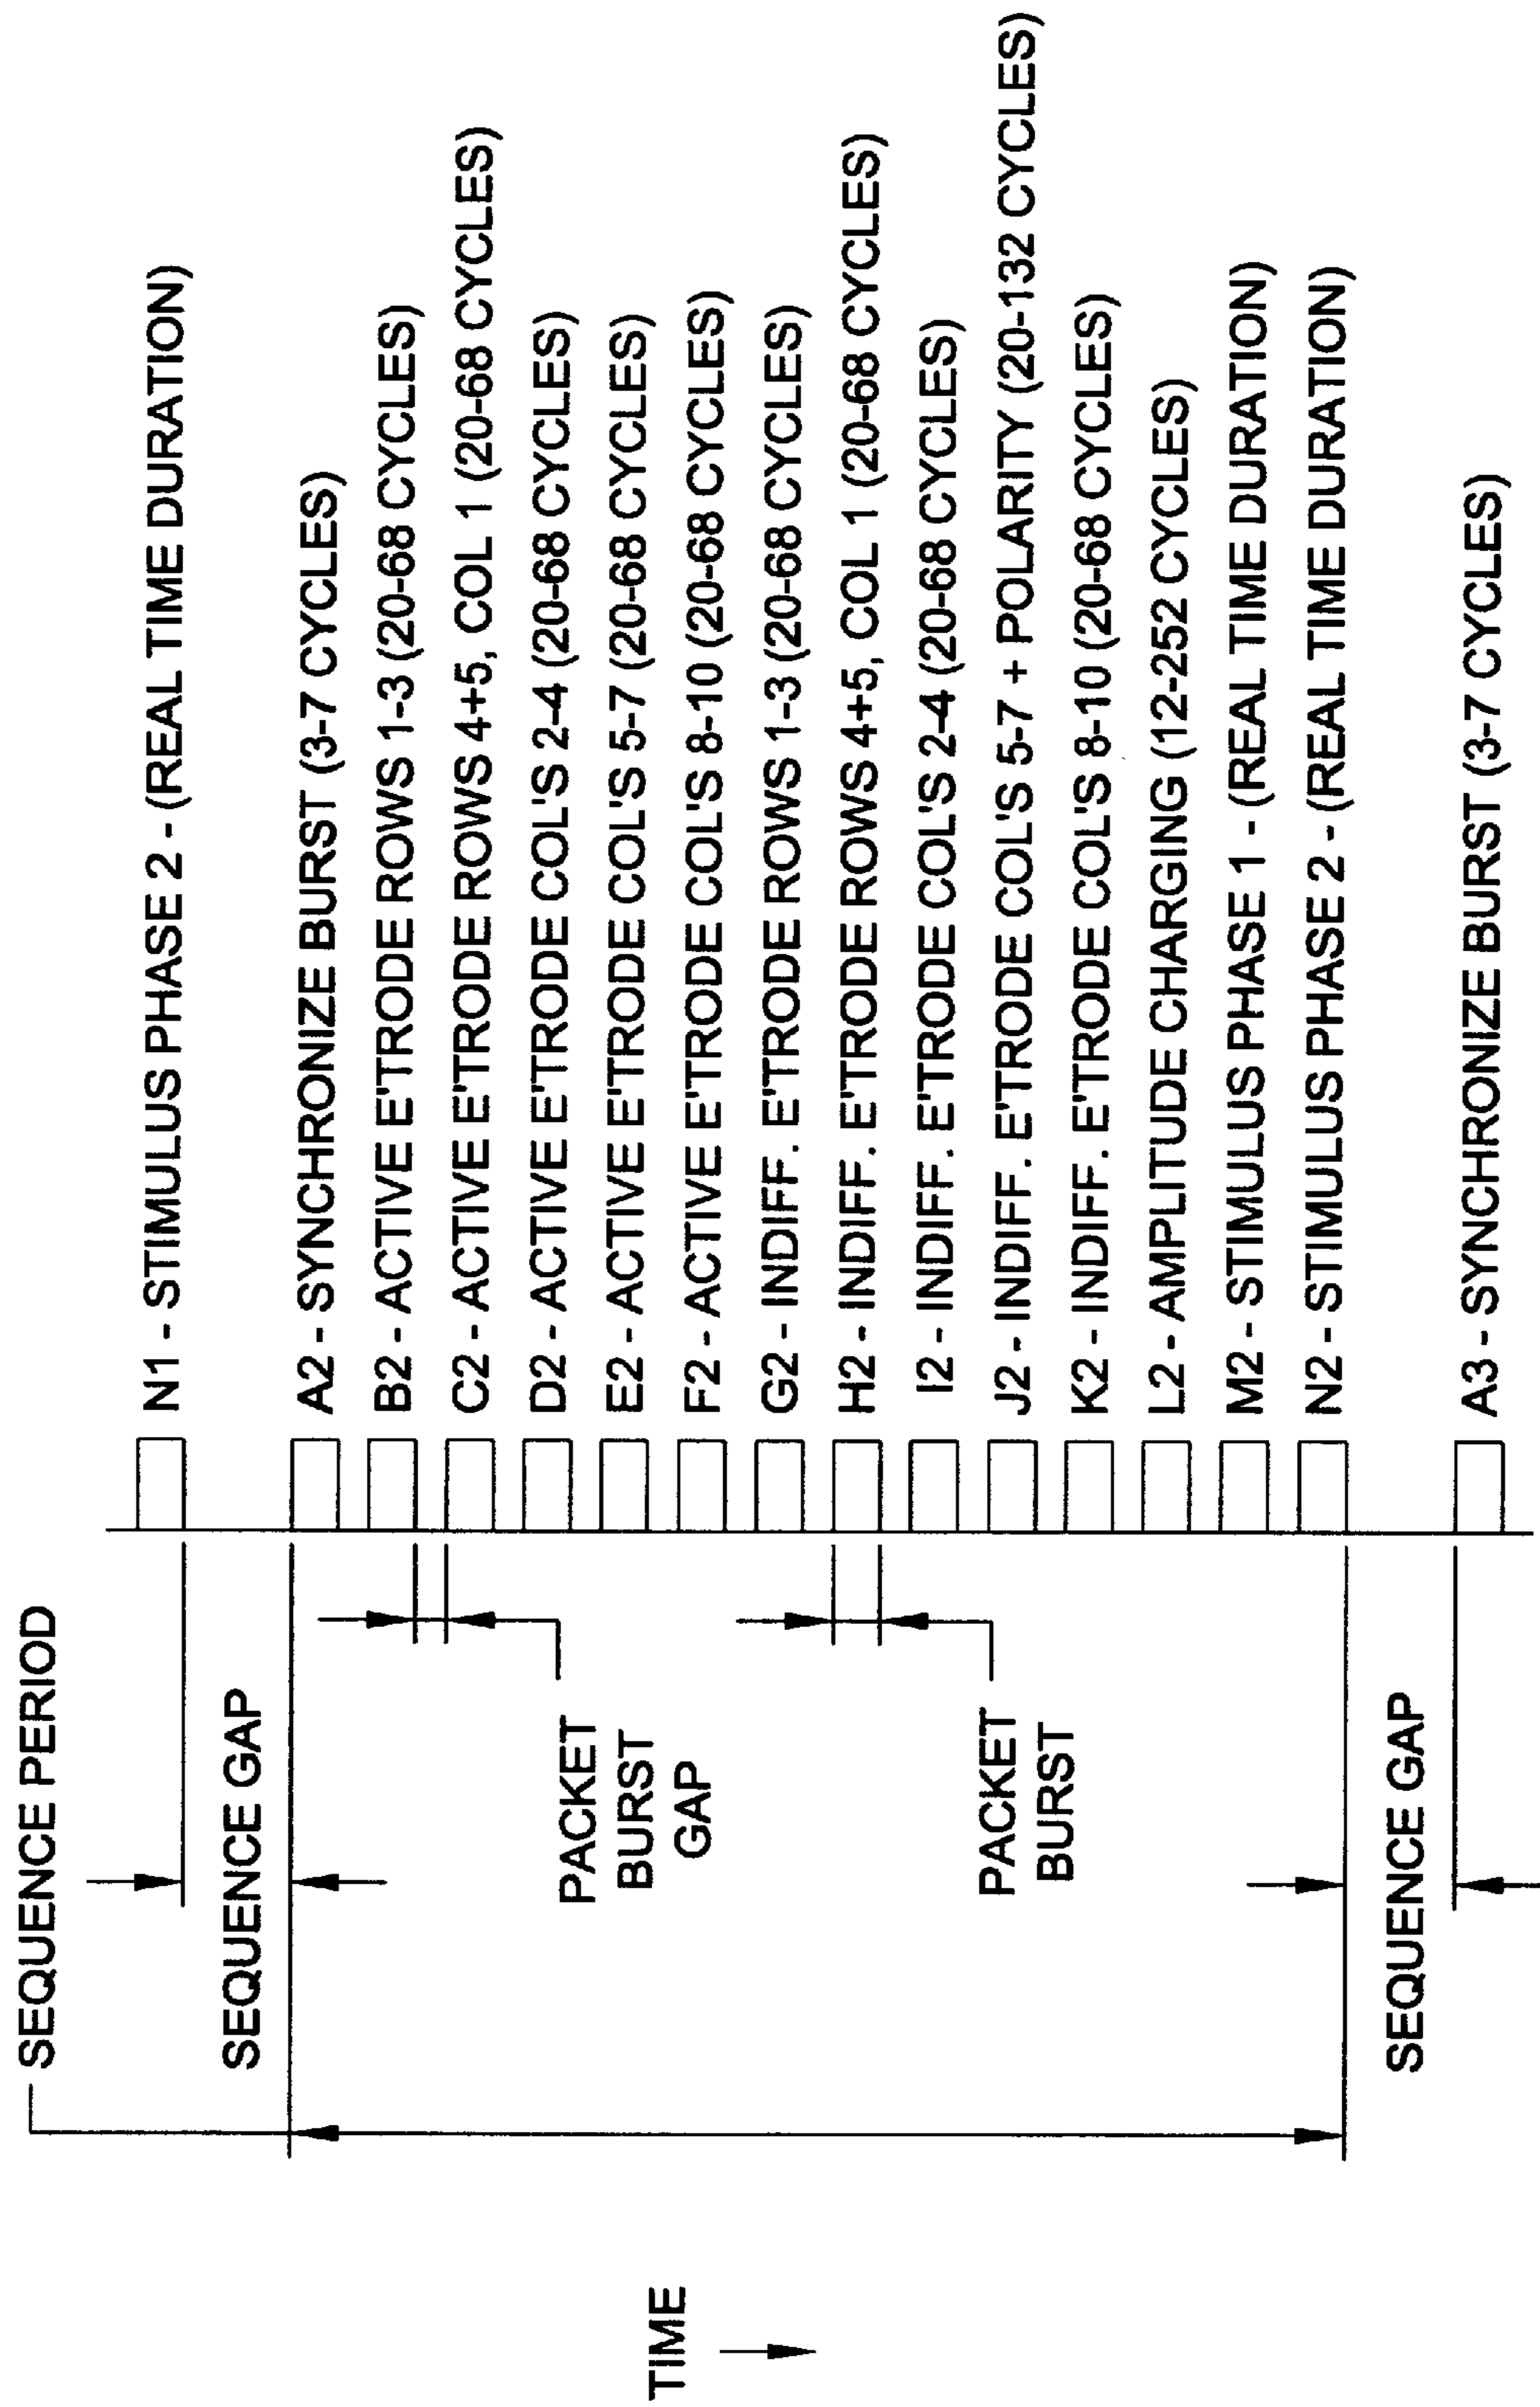 SEQUENCE PERIOD
SEQUENCE GAP
PACKET
BURST
GAP
PACKET
BURST
SEQUENCE GAP
TIME
N1 - STIMULUS PHASE 2 - (REAL TIME DURATION)
A2 - SYNCHRONIZE BURST (3-7 CYCLES)
B2 - ACTIVE E'TRODE ROWS 1-3 (20-68 CYCLES)
C2 - ACTIVE E'TRODE ROWS 4+5, COL 1 (20-68 CYCLES)
D2 - ACTIVE E'TRODE COL'S 2-4 (20-68 CYCLES)
E2 - ACTIVE E'TRODE COL'S 5-7 (20-68 CYCLES)
F2 - ACTIVE E'TRODE COL'S 8-10 (20-68 CYCLES)
G2 - INDIFF. E'TRODE ROWS 1-3 (20-68 CYCLES)
H2 - INDIFF. E'TRODE ROWS 4+5, COL 1 (20-68 CYCLES)
I2 - INDIFF. E'TRODE COL'S 2-4 (20-68 CYCLES)
J2 - INDIFF. E'TRODE COL'S 5-7 + POLARITY (20-132 CYCLES)
K2 - INDIFF. E'TRODE COL'S 8-10 (20-68 CYCLES)
L2 - AMPLITUDE CHARGING (12-252 CYCLES)
M2 - STIMULUS PHASE 1 - (REAL TIME DURATION)
N2 - STIMULUS PHASE 2 - (REAL TIME DURATION)
A3 - SYNCHRONIZE BURST (3-7 CYCLES)